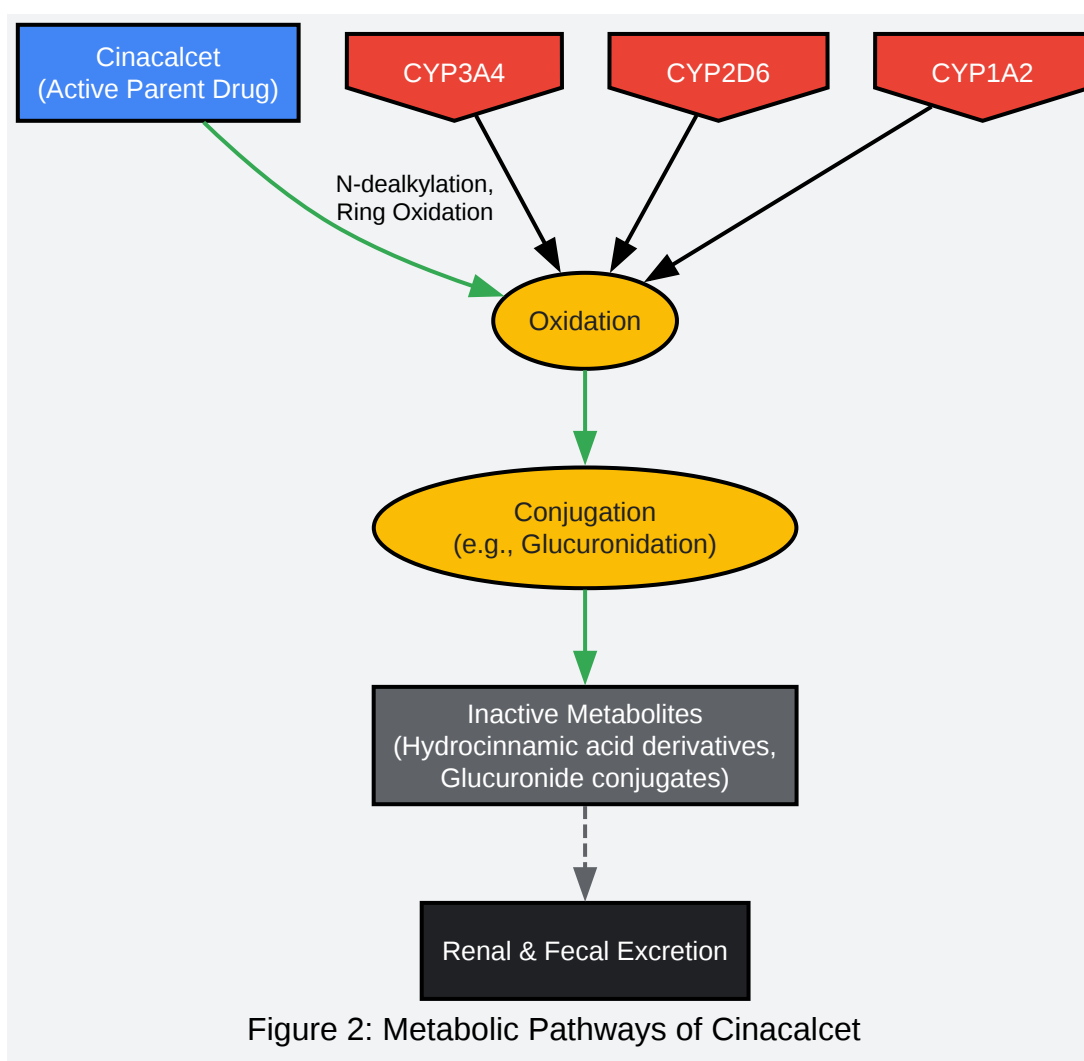 Cinacalcet
(Active Parent Drug)
CYP3A4
CYP2D6
CYP1A2
N-dealkylation,
Ring Oxidation
Oxidation
Conjugation
(e.g., Glucuronidation)
Inactive Metabolites
(Hydrocinnamic acid derivatives,
Glucuronide conjugates)
Renal & Fecal Excretion
Figure 2: Metabolic Pathways of Cinacalcet